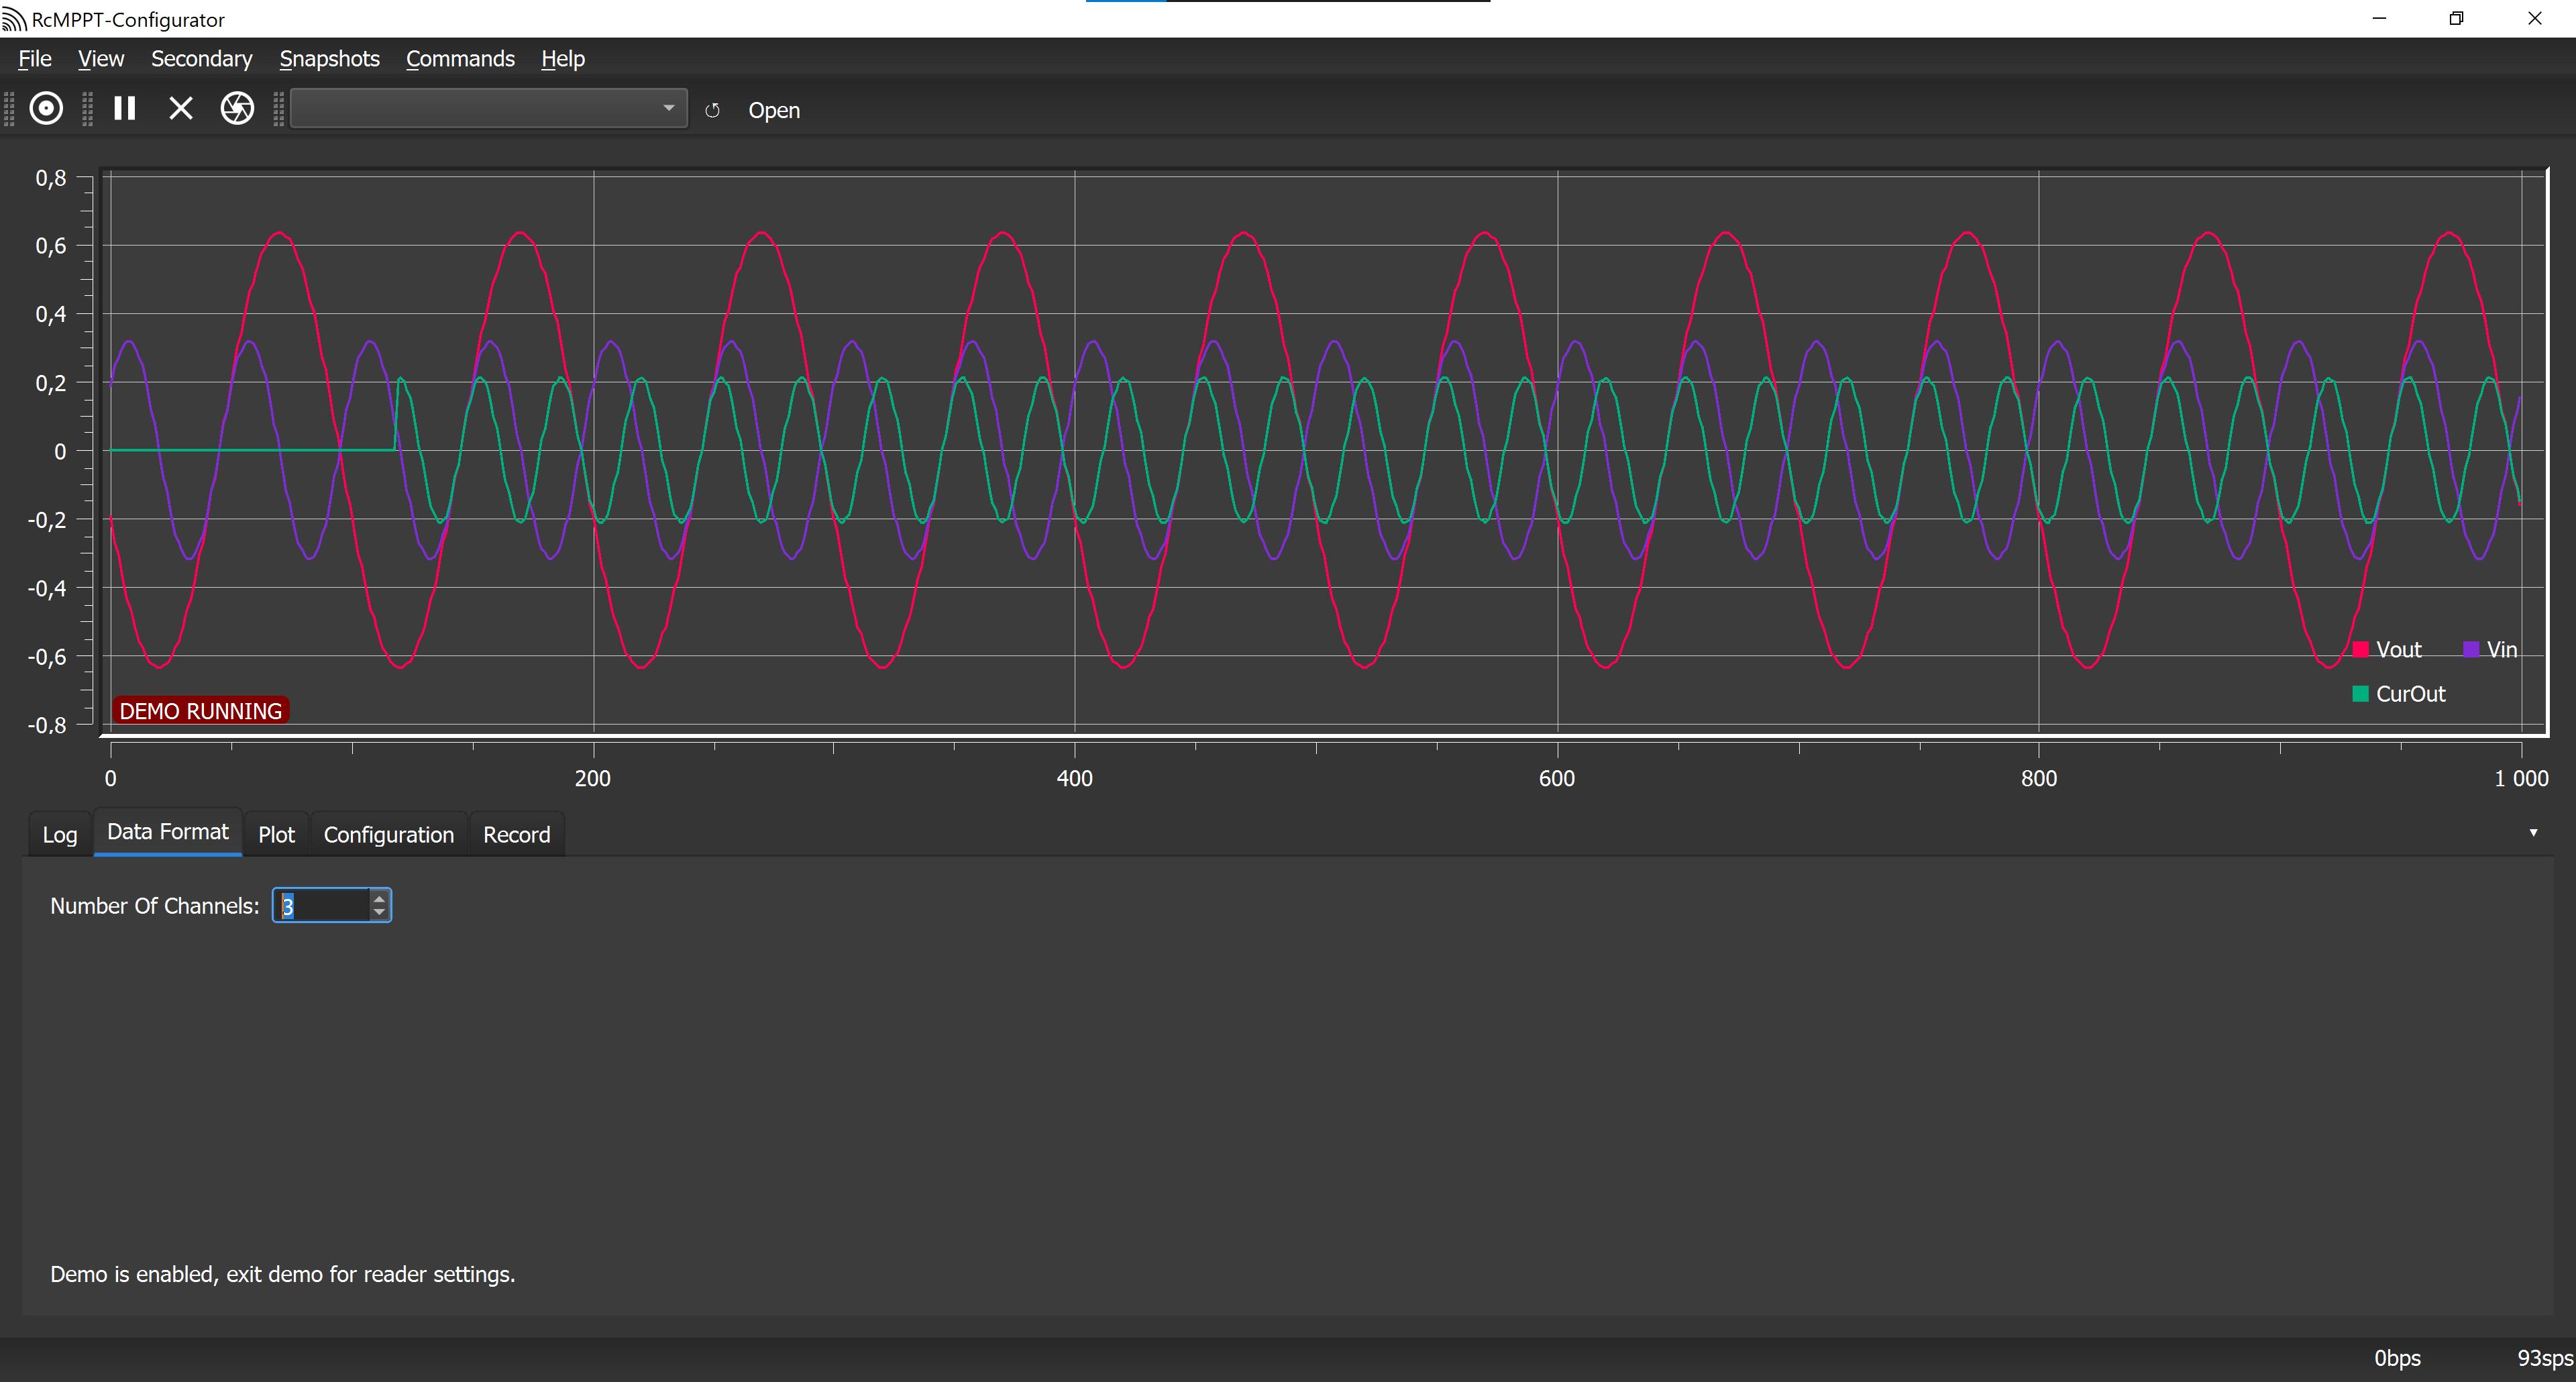 RcMPPT-Configurator
File View Secondary Snapshots Commands Help
Open
0,8
0,6
0,4
0,2
0
-0,2
-0,4
-0,6
-0,8
Vout Vin
CurOut
DEMO RUNNING
0 200 400 600 800 1 000
Log Data Format Plot Configuration Record
Number Of Channels: 3
Demo is enabled, exit demo for reader settings.
0bps 93sps